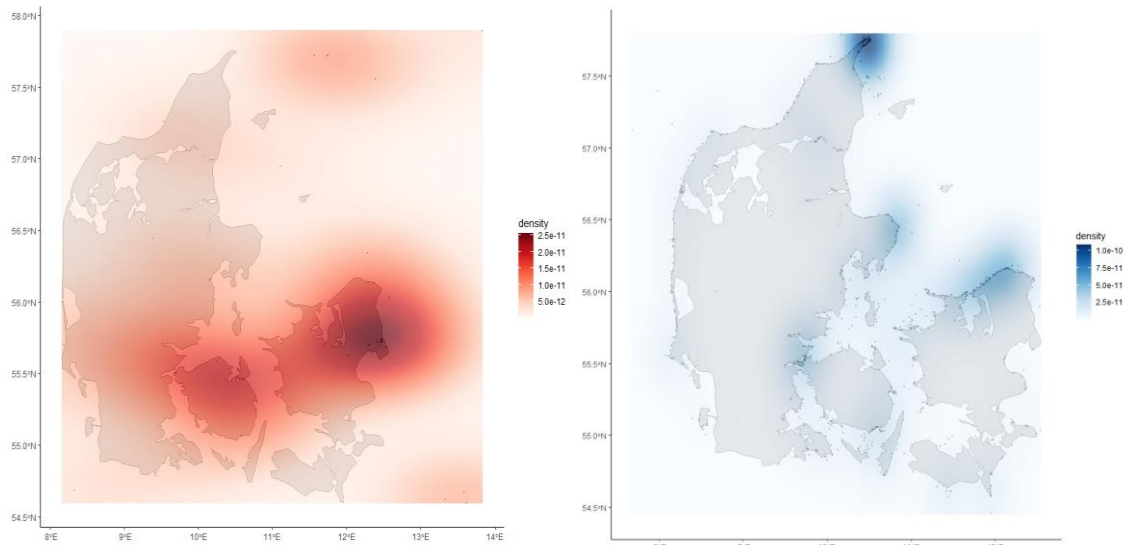 58.0°N
57.5°N
57.0°N
56.5°N
56.0°N
55.5°N
55.0°N
54.5°N
8°E 9°E 10°E 11°E 12°E 13°E 14°E
density
2.5e-11
2.0e-11
1.5e-11
1.0e-11
5.0e-12
57.5°N
57.0°N
56.5°N
56.0°N
55.5°N
55.0°N
54.5°N
density
1.0e-10
7.5e-11
5.0e-11
2.5e-11